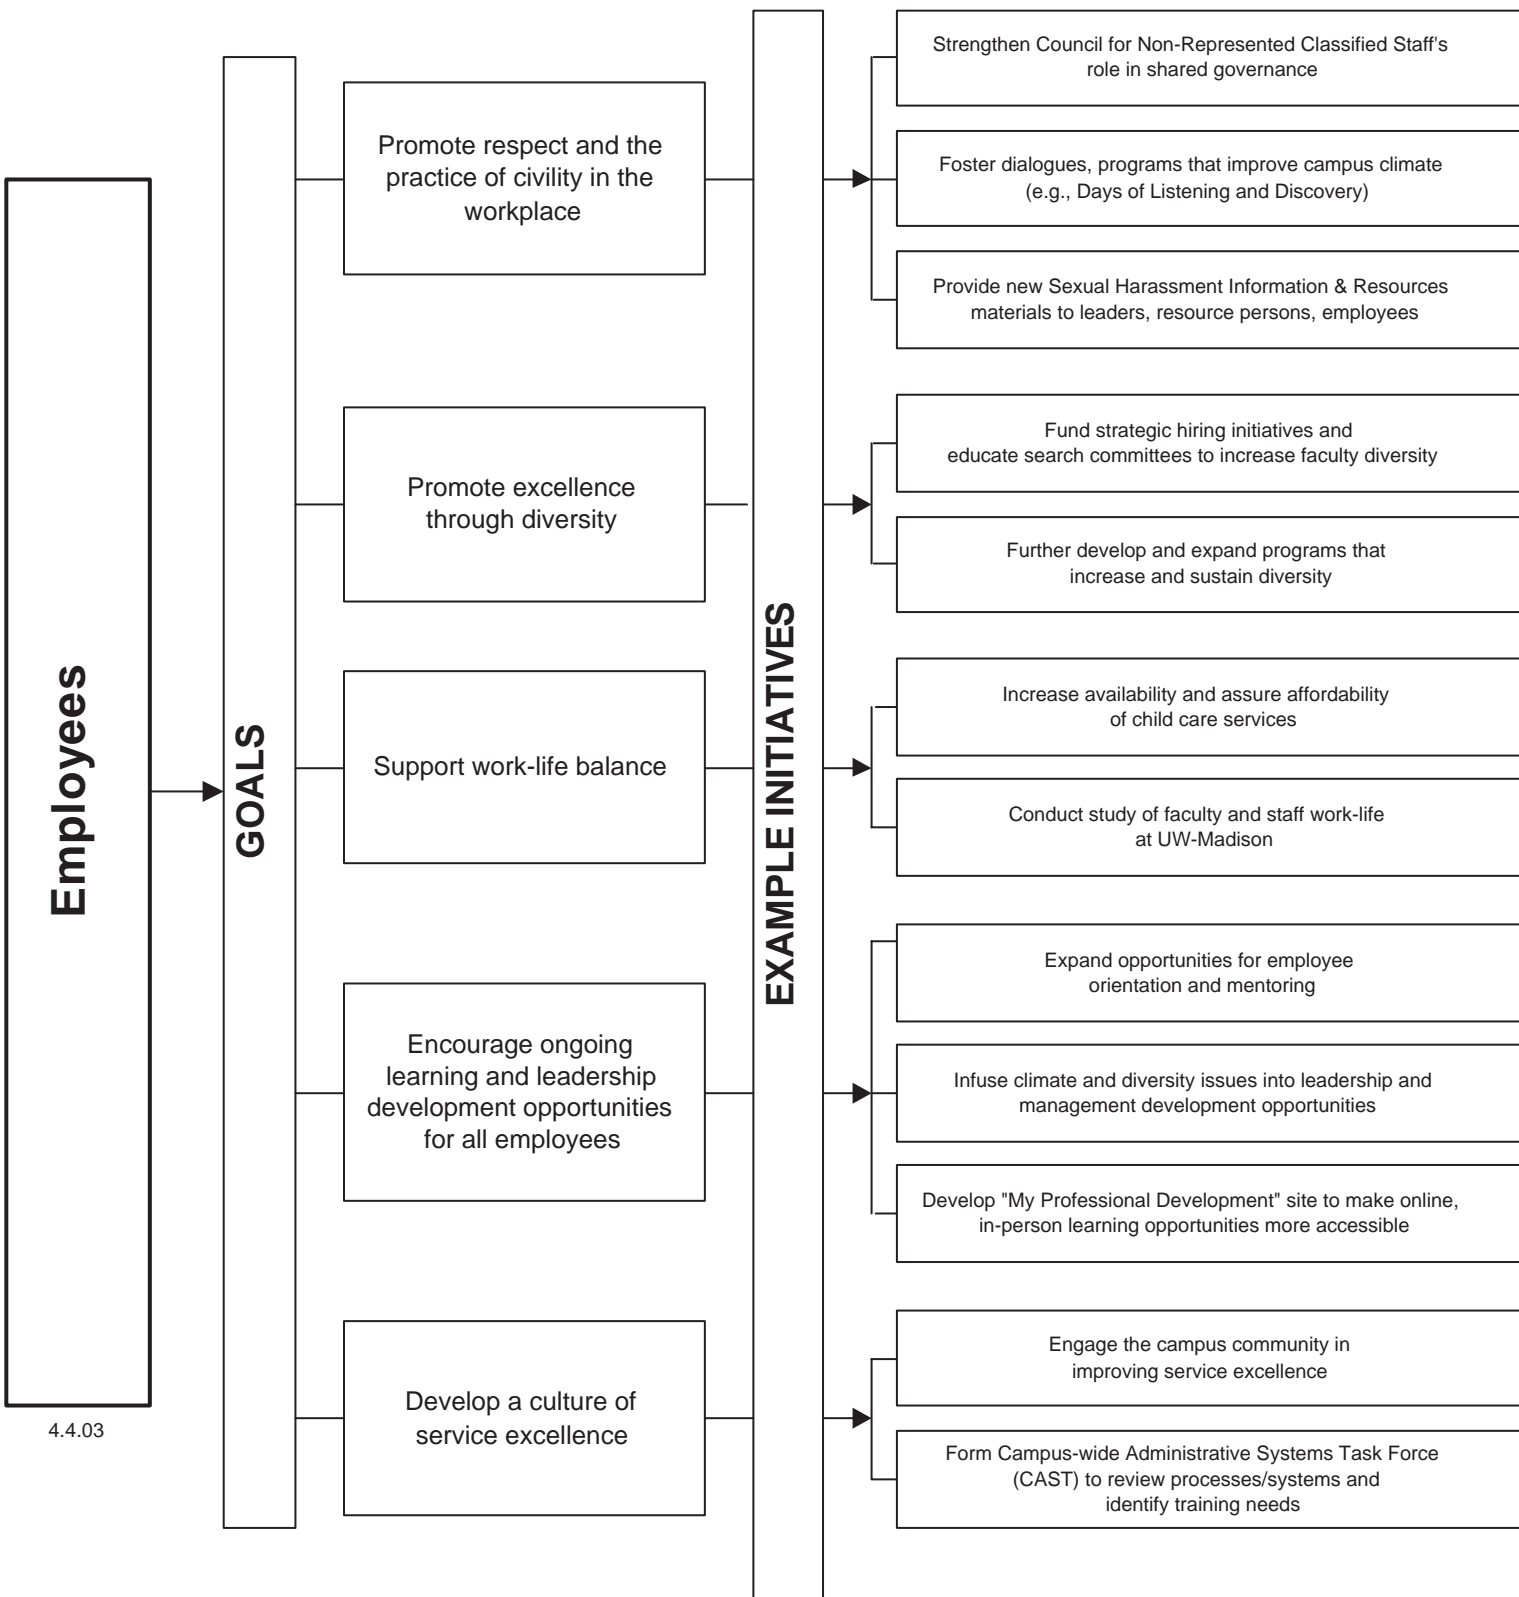 Employees
4.4.03
GOALS
Promote respect and the
practice of civility in the
workplace
Promote excellence
through diversity
Support work-life balance
Encourage ongoing
learning and leadership
development opportunities
for all employees
Develop a culture of
service excellence
EXAMPLE INITIATIVES
Strengthen Council for Non-Represented Classified Staff's
role in shared governance
Foster dialogues, programs that improve campus climate
(e.g., Days of Listening and Discovery)
Provide new Sexual Harassment Information & Resources
materials to leaders, resource persons, employees
Fund strategic hiring initiatives and
educate search committees to increase faculty diversity
Further develop and expand programs that
increase and sustain diversity
Increase availability and assure affordability
of child care services
Conduct study of faculty and staff work-life
at UW-Madison
Expand opportunities for employee
orientation and mentoring
Infuse climate and diversity issues into leadership and
management development opportunities
Develop "My Professional Development" site to make online,
in-person learning opportunities more accessible
Engage the campus community in
improving service excellence
Form Campus-wide Administrative Systems Task Force
(CAST) to review processes/systems and
identify training needs